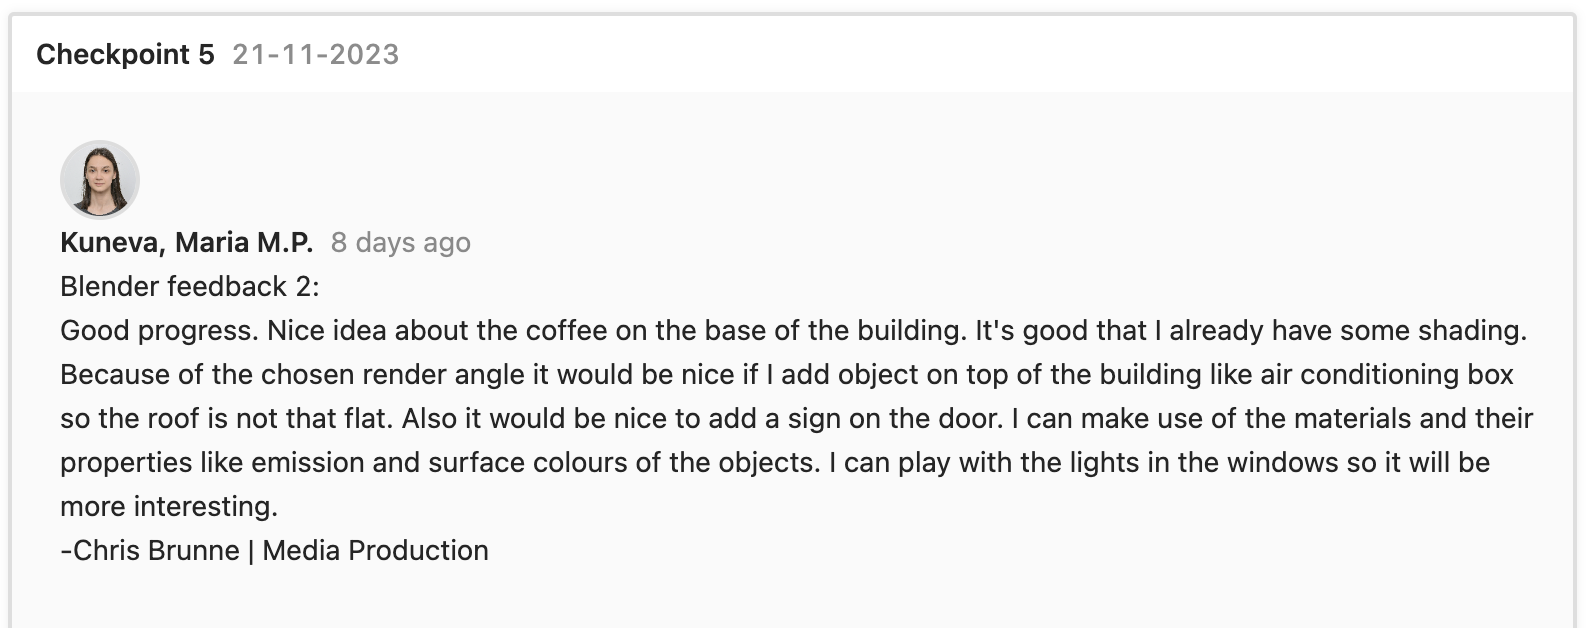 Checkpoint 5 21-11-2023
Kuneva, Maria M.P. 8 days ago
Blender feedback 2:
Good progress. Nice idea about the coffee on the base of the building. It's good that I already have some shading.
Because of the chosen render angle it would be nice if I add object on top of the building like air conditioning box
so the roof is not that flat. Also it would be nice to add a sign on the door. I can make use of the materials and their
properties like emission and surface colours of the objects. I can play with the lights in the windows so it will be
more interesting.
-Chris Brunne | Media Production